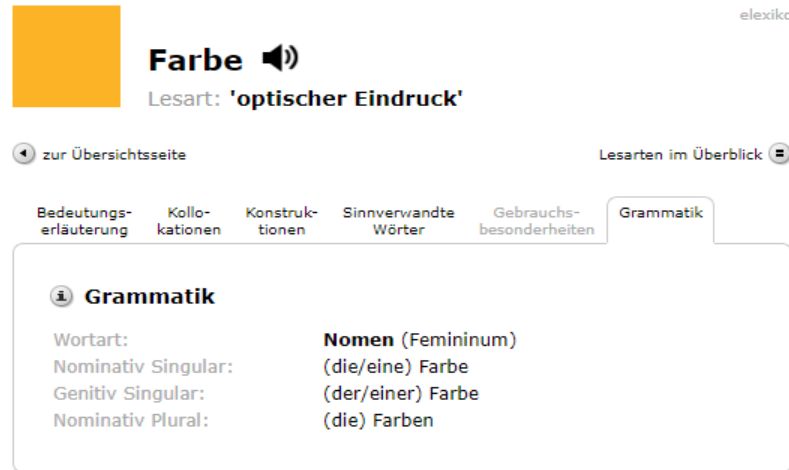 elexiko
Farbe
Lesart: 'optischer Eindruck'
zur Übersichtsseite
Lesarten im Überblick
Bedeutungs-
erläuterung
Kollo-
kationen
Konstruk-
tionen
Sinnverwandte
Wörter
Gebrauchs-
besonderheiten
Grammatik
Grammatik
Wortart: Nomen (Femininum)
Nominativ Singular: (die/eine) Farbe
Genitiv Singular: (der/einer) Farbe
Nominativ Plural: (die) Farben